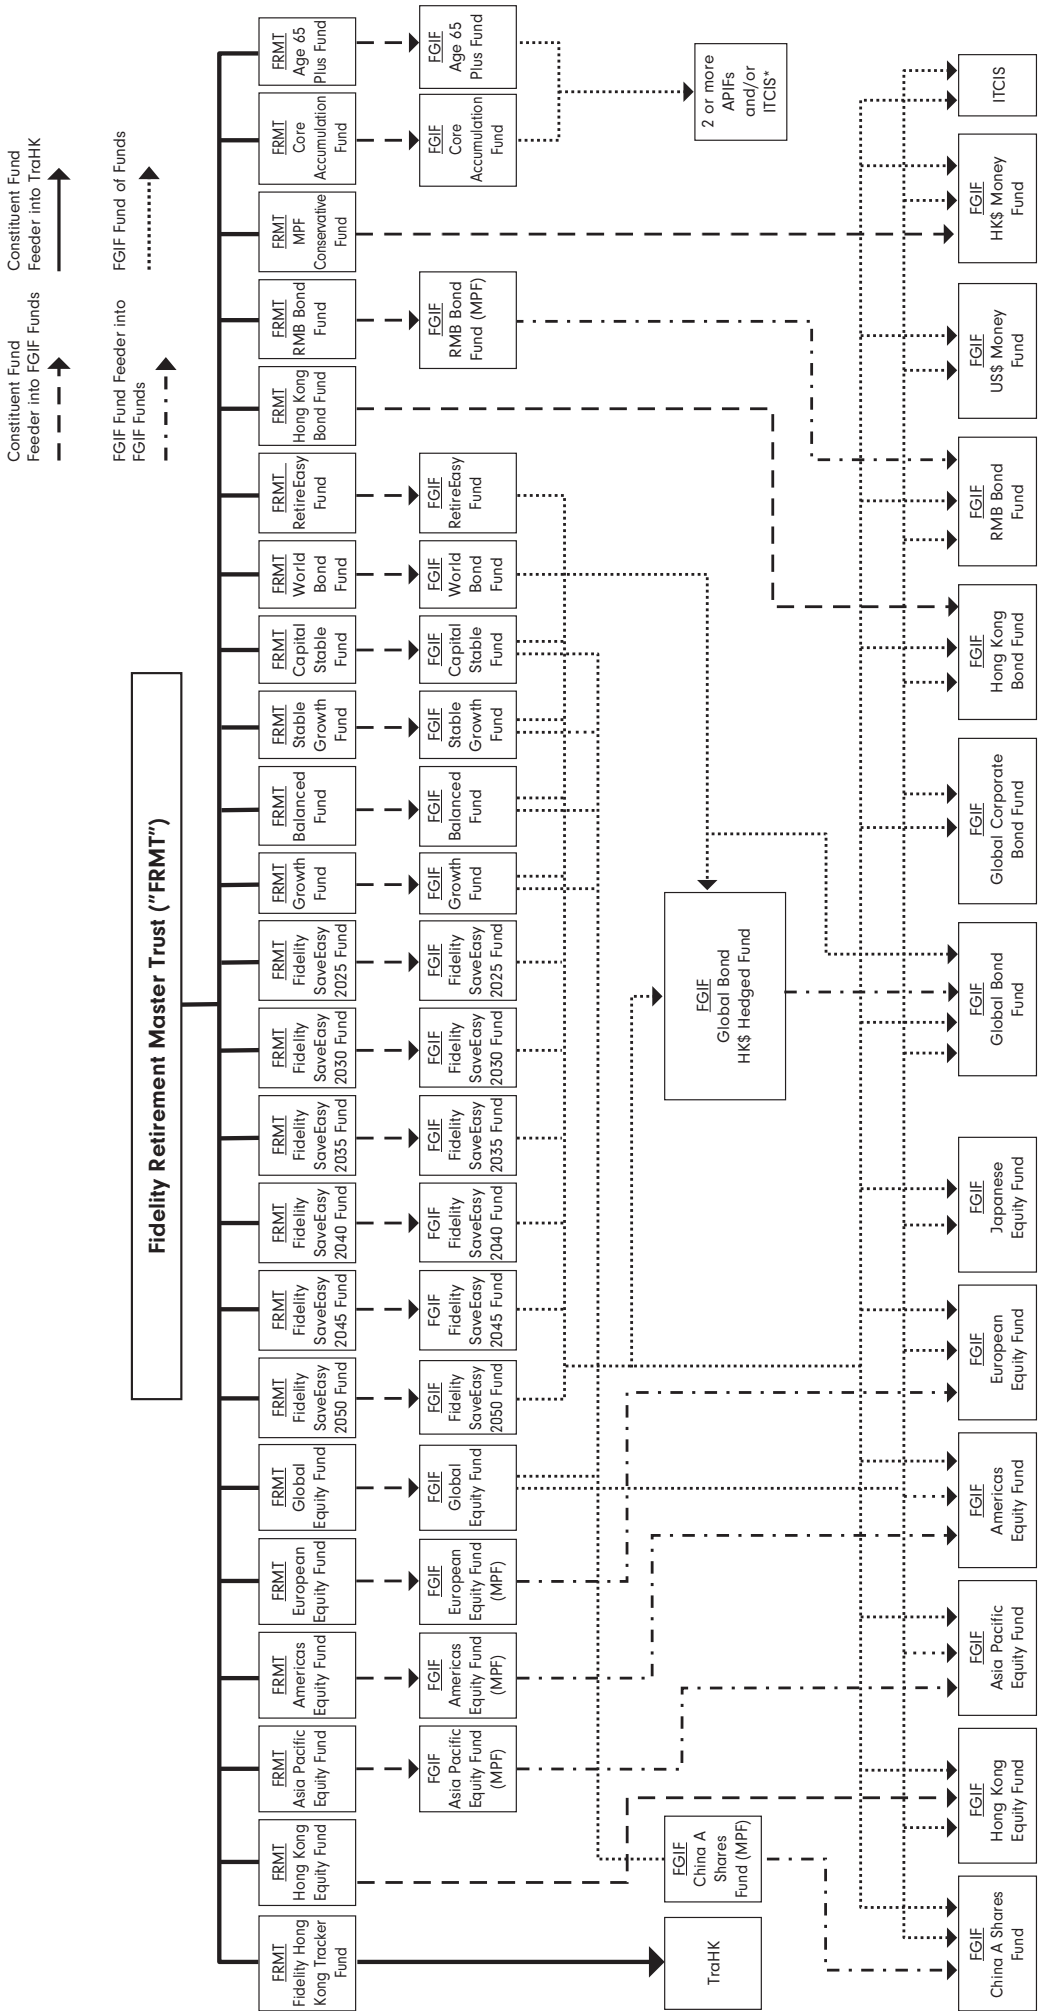 Fidelity Retirement Master Trust ("FRMT")
Constituent Fund
Feeder into FGIF Funds
Constituent Fund
Feeder into TraHK
FGIF Fund Feeder into
FGIF Funds
FGIF Fund of Funds
FRMT
Fidelity Hong
Kong Tracker
Fund
FRMT
Hong Kong
Equity Fund
FRMT
Asia Pacific
Equity Fund
FRMT
Americas
Equity Fund
FRMT
European
Equity Fund
FRMT
Global
Equity Fund
FRMT
Fidelity
SaveEasy
2050 Fund
FRMT
Fidelity
SaveEasy
2045 Fund
FRMT
Fidelity
SaveEasy
2040 Fund
FRMT
Fidelity
SaveEasy
2035 Fund
FRMT
Fidelity
SaveEasy
2030 Fund
FRMT
Fidelity
SaveEasy
2025 Fund
FRMT
Growth
Fund
FRMT
Balanced
Fund
FRMT
Stable
Growth
Fund
FRMT
Capital
Stable
Fund
FRMT
World
Bond
Fund
FRMT
RetireEasy
Fund
FRMT
Hong Kong
Bond Fund
FRMT
RMB Bond
Fund
FRMT
MPF
Conservative
Fund
FRMT
Core
Accumulation
Fund
FRMT
Age 65
Plus Fund
FGIF
Asia Pacific
Equity Fund
(MPF)
FGIF
Americas
Equity Fund
(MPF)
FGIF
European
Equity Fund
(MPF)
FGIF
Global
Equity Fund
FGIF
Fidelity
SaveEasy
2050 Fund
FGIF
Fidelity
SaveEasy
2045 Fund
FGIF
Fidelity
SaveEasy
2040 Fund
FGIF
Fidelity
SaveEasy
2035 Fund
FGIF
Fidelity
SaveEasy
2030 Fund
FGIF
Fidelity
SaveEasy
2025 Fund
FGIF
Growth
Fund
FGIF
Balanced
Fund
FGIF
Stable
Growth
Fund
FGIF
Capital
Stable
Fund
FGIF
World
Bond
Fund
FGIF
RetireEasy
Fund
FGIF
RMB Bond
Fund (MPF)
FGIF
Core
Accumulation
Fund
FGIF
Age 65
Plus Fund
TraHK
FGIF
China A
Shares
Fund (MPF)
FGIF
Global Bond
HK$ Hedged Fund
2 or more
APIFs
and/or
ITCIS*
FGIF
China A Shares
Fund
FGIF
Hong Kong
Equity Fund
FGIF
Asia Pacific
Equity Fund
FGIF
Americas
Equity Fund
FGIF
European
Equity Fund
FGIF
Japanese
Equity Fund
FGIF
Global Bond
Fund
FGIF
Global Corporate
Bond Fund
FGIF
Hong Kong
Bond Fund
FGIF
RMB Bond
Fund
FGIF
US$ Money
Fund
FGIF
HK$ Money
Fund
ITCIS